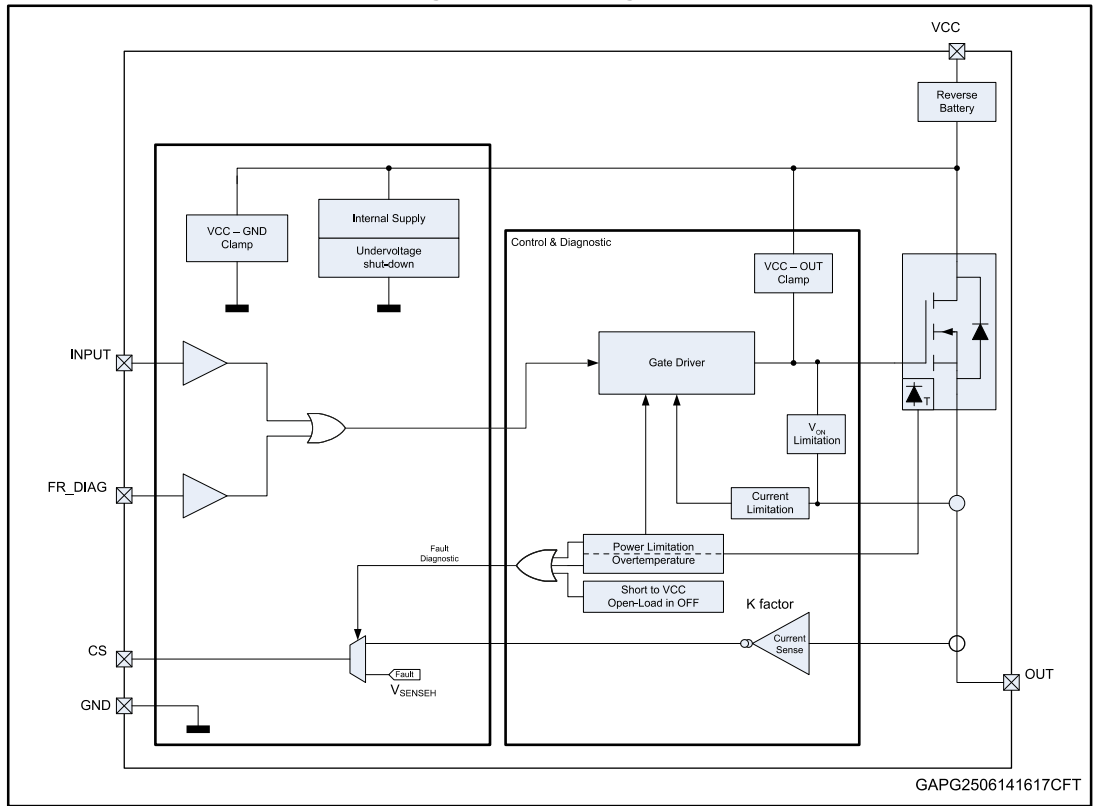 VCC
Reverse
Battery
VCC – GND
Clamp
Internal Supply
Undervoltage
shut-down
Control & Diagnostic
VCC – OUT
Clamp
INPUT
Gate Driver
VON
Limitation
T
FR_DIAG
Current
Limitation
Fault
Diagnostic
Power Limitation
Overtemperature
Short to VCC
Open-Load in OFF
K factor
Current
Sense
CS
Fault
VSENSEH
OUT
GND
GAPG2506141617CFT